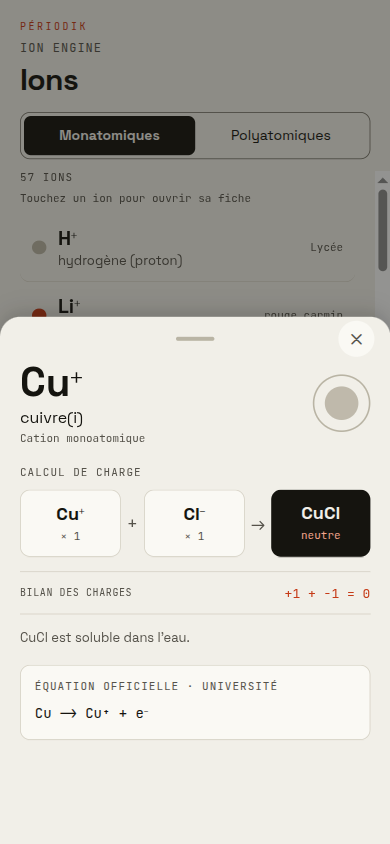 PÉRIODIK
ION ENGINE
Ions
Monatomiques Polyatomiques
57 IONS
Touchez un ion pour ouvrir sa fiche
H⁺
hydrogène (proton)
Lycée
Li⁺
rouge carmin
×
Cu⁺
cuivre(i)
Cation monoatomique
CALCUL DE CHARGE
Cu⁺ + Cl⁻ → CuCl
× 1 × 1 neutre
BILAN DES CHARGES +1 + -1 = 0
CuCl est soluble dans l'eau.
ÉQUATION OFFICIELLE · UNIVERSITÉ
Cu ⟶ Cu⁺ + e⁻